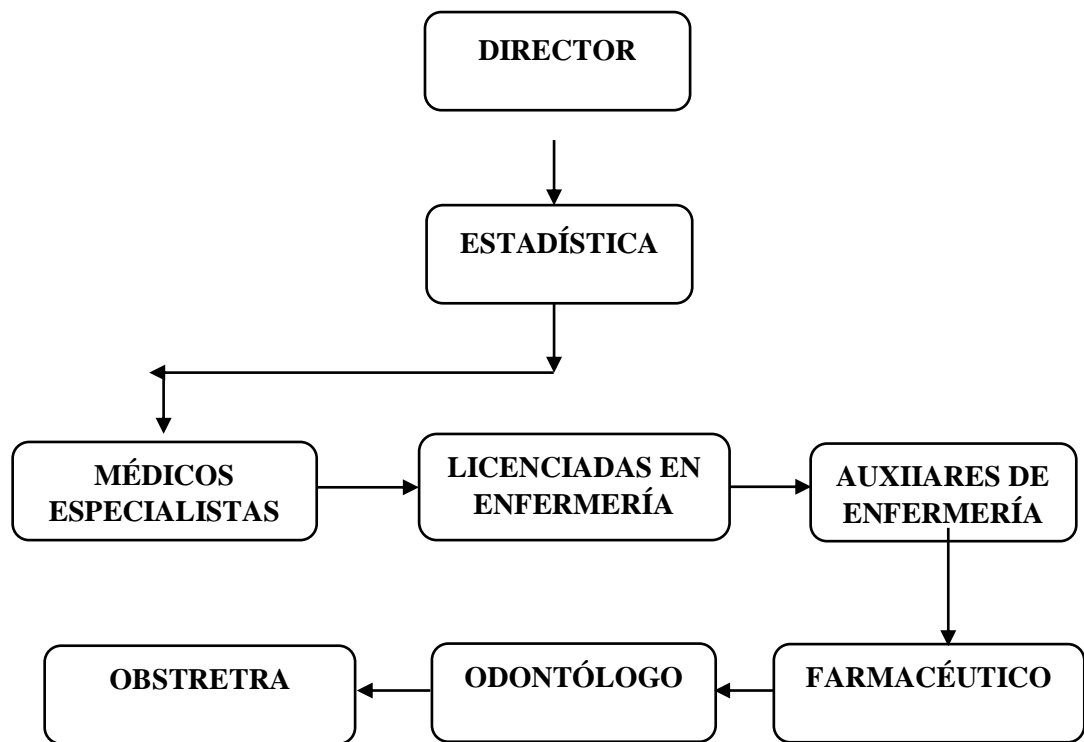 DIRECTOR
ESTADÍSTICA
MÉDICOS
ESPECIALISTAS
LICENCIADAS EN
ENFERMERÍA
AUXIIARES DE
ENFERMERÍA
OBSTRETRA
ODONTÓLOGO
FARMACÉUTICO